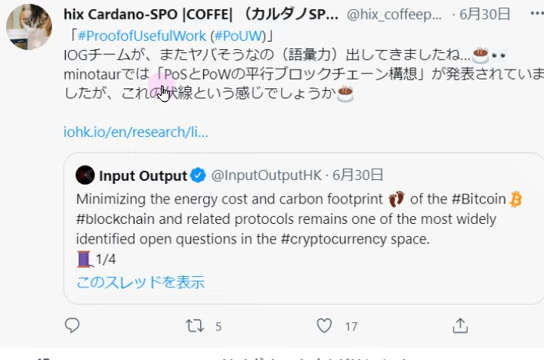 hix Cardano-SPO |COFFE| （カルダノSP... @hix_coffeep... · 6月30日
「#ProofofUsefulWork (#PoUW)」
IOGチームが、またヤバそうなの（語彙力）出してきましたね...☕👀
minotaurでは「PoSとPoWの平行ブロックチェーン構想」が発表されていま
したが、これの伏線という感じでしょうか☕
iohk.io/en/research/li...
Input Output @InputOutputHK · 6月30日
Minimizing the energy cost and carbon footprint 👣 of the #Bitcoin
#blockchain and related protocols remains one of the most widely
identified open questions in the #cryptocurrency space.
🧵1/4
このスレッドを表示
5 17